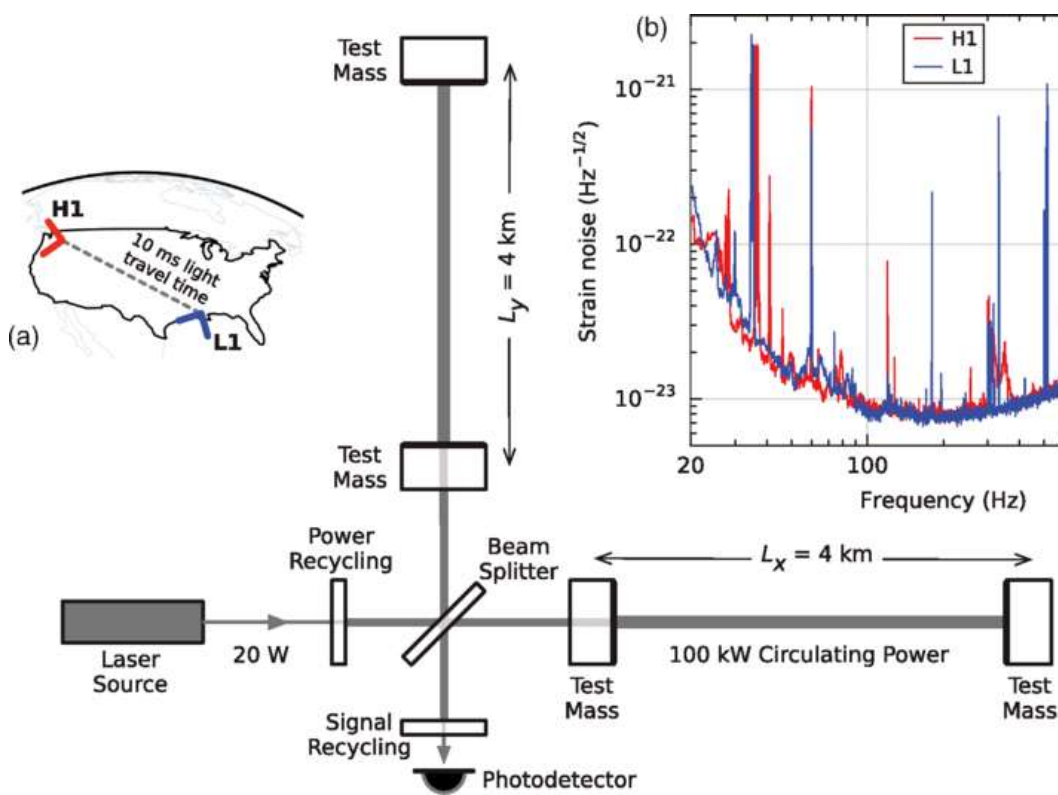 Test
Mass
L_y = 4 km
Test
Mass
Power
Recycling
Beam
Splitter
L_x = 4 km
20 W
Laser
Source
100 kW Circulating Power
Test
Mass
Test
Mass
Signal
Recycling
Photodetector
(a)
H1
10 ms light
travel time
L1
(b)
H1
L1
Strain noise (Hz^{-1/2})
10^{-21}
10^{-22}
10^{-23}
20
100
Frequency (Hz)